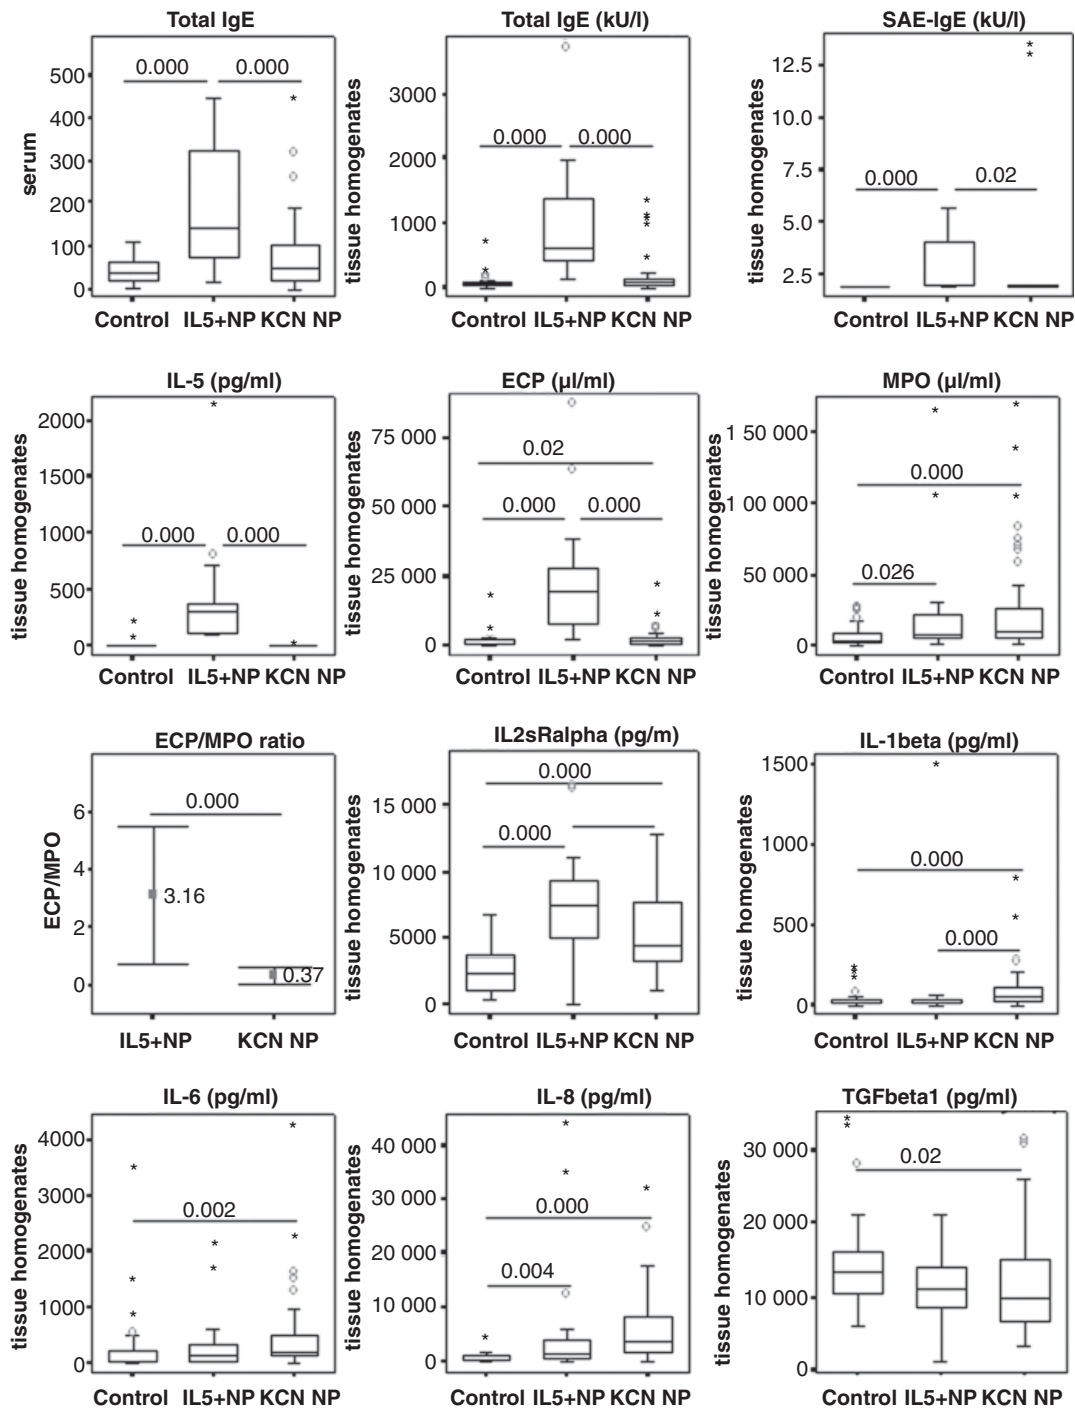 Total IgE
serum
500
400
300
200
100
0
0.000 0.000
Control IL5+NP KCN NP
Total IgE (kU/l)
tissue homogenates
3000
2000
1000
0
0.000 0.000
Control IL5+NP KCN NP
SAE-IgE (kU/l)
tissue homogenates
12.5
10.0
7.5
5.0
2.5
0.000 0.02
Control IL5+NP KCN NP
IL-5 (pg/ml)
tissue homogenates
2000
1500
1000
500
0
0.000 0.000
Control IL5+NP KCN NP
ECP (µl/ml)
tissue homogenates
75 000
50 000
25 000
0
0.02
0.000 0.000
Control IL5+NP KCN NP
MPO (µl/ml)
tissue homogenates
1 50 000
1 00 000
50 000
0
0.000
0.026
Control IL5+NP KCN NP
ECP/MPO ratio
ECP/MPO
6
4
2
0
0.000
3.16
0.37
IL5+NP KCN NP
IL2sRalpha (pg/m)
tissue homogenates
15 000
10 000
5000
0
0.000
0.000
Control IL5+NP KCN NP
IL-1beta (pg/ml)
tissue homogenates
1500
1000
500
0
0.000
0.000
Control IL5+NP KCN NP
IL-6 (pg/ml)
tissue homogenates
4000
3000
2000
1000
0
0.002
Control IL5+NP KCN NP
IL-8 (pg/ml)
tissue homogenates
40 000
30 000
20 000
10 000
0
0.000
0.004
Control IL5+NP KCN NP
TGFbeta1 (pg/ml)
tissue homogenates
30 000
20 000
10 000
0
0.02
Control IL5+NP KCN NP